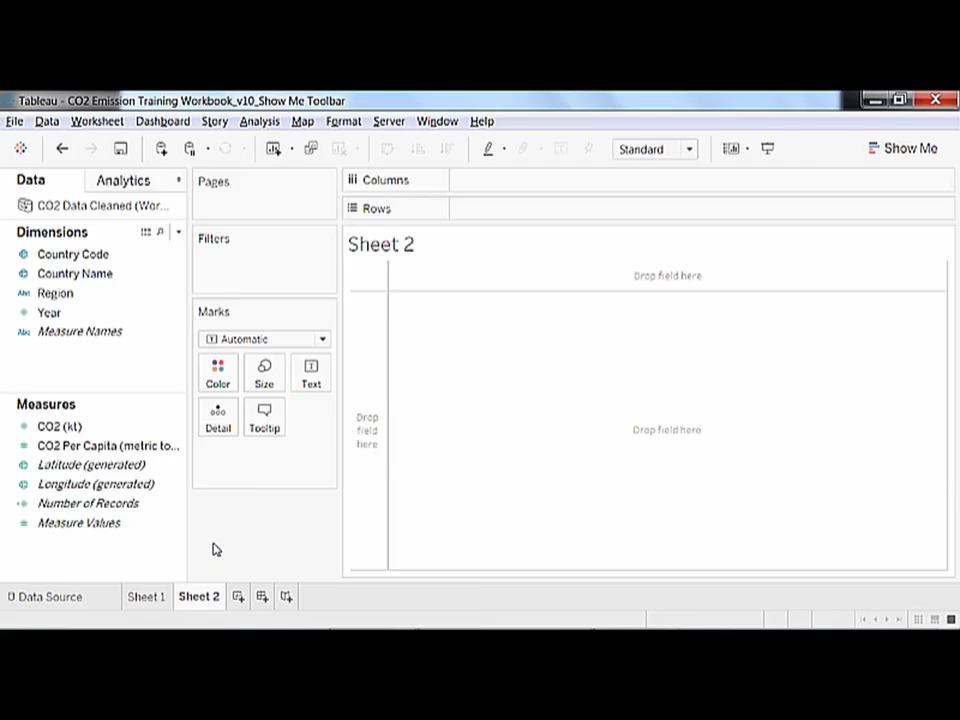 Tableau - CO2 Emission Training Workbook_v10_Show Me Toolbar
File Data Worksheet Dashboard Story Analysis Map Format Server Window Help
Standard
Show Me
Data Analytics
CO2 Data Cleaned (Wor...
Dimensions
Country Code
Country Name
Abc Region
Year
Abc Measure Names
Measures
CO2 (kt)
CO2 Per Capita (metric to...
Latitude (generated)
Longitude (generated)
Number of Records
Measure Values
Pages
Filters
Marks
Automatic
Color Size Text
Detail Tooltip
Columns
Rows
Sheet 2
Drop field here
Drop
field
here
Drop field here
Data Source Sheet 1 Sheet 2